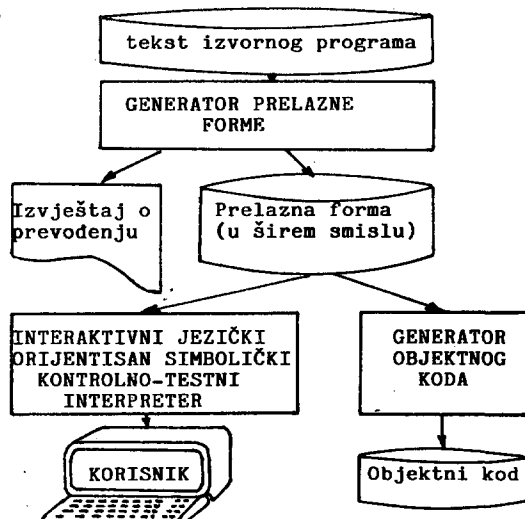 tekst izvornog programa
GENERATOR PRELAZNE
FORME
Izvještaj o
prevođenju
Prelazna forma
(u širem smislu)
INTERAKTIVNI JEZIČKI
ORIJENTISAN SIMBOLIČKI
KONTROLNO-TESTNI
INTERPRETER
GENERATOR
OBJEKTNOG
KODA
KORISNIK
Objektni kod